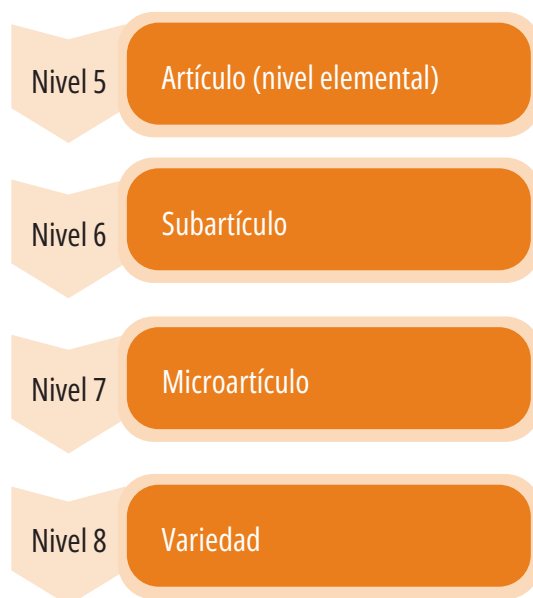 Nivel 5
Artículo (nivel elemental)
Nivel 6
Subartículo
Nivel 7
Microartículo
Nivel 8
Variedad